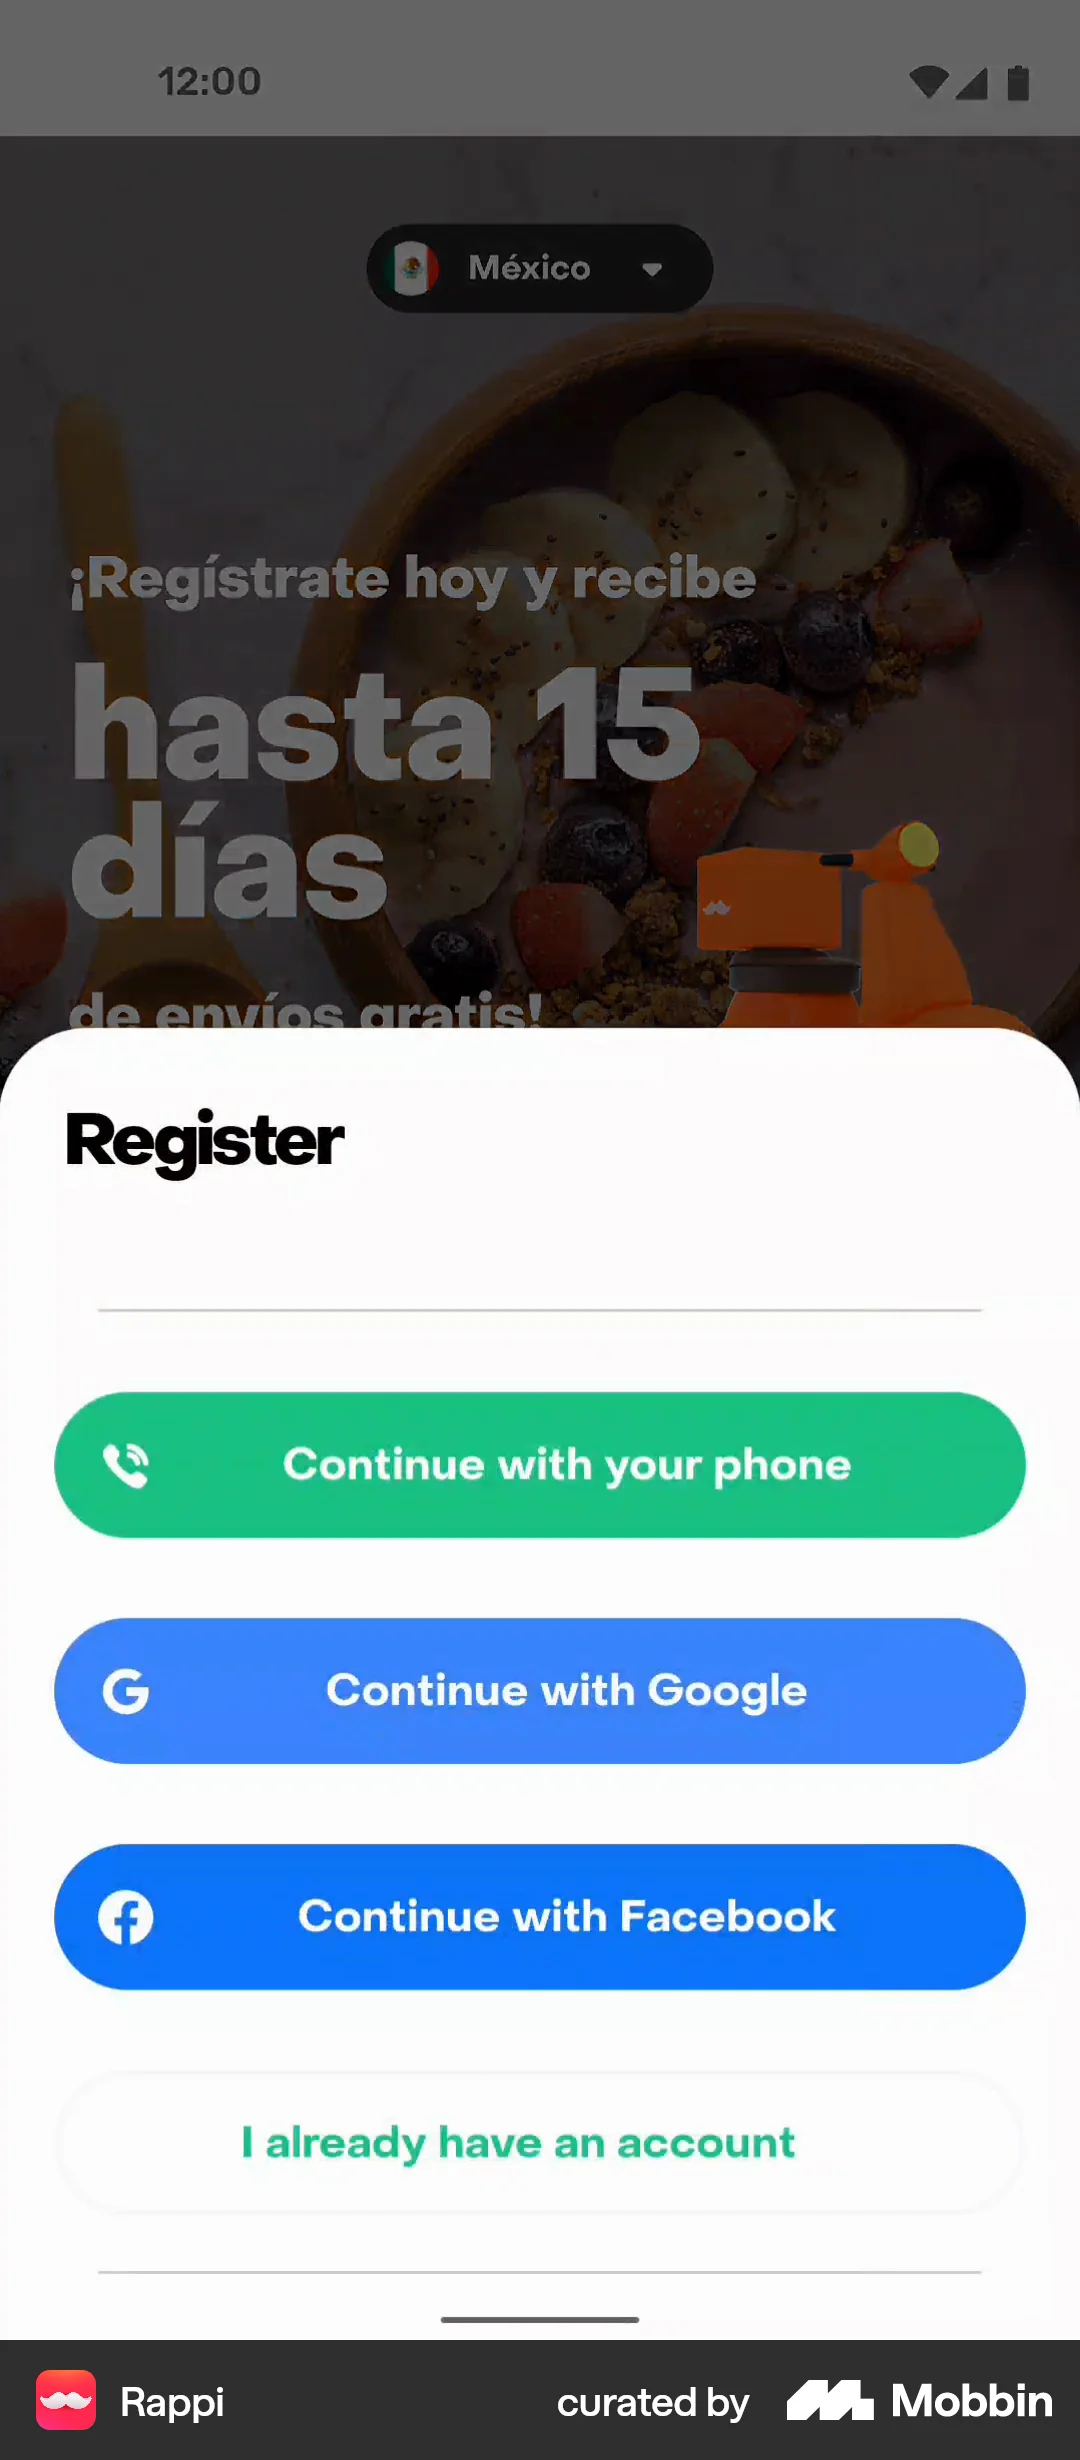 12:00
México
¡Regístrate hoy y recibe
hasta 15
días
de envíos gratis!
Register
Continue with your phone
Continue with Google
Continue with Facebook
I already have an account
Rappi
curated by
Mobbin